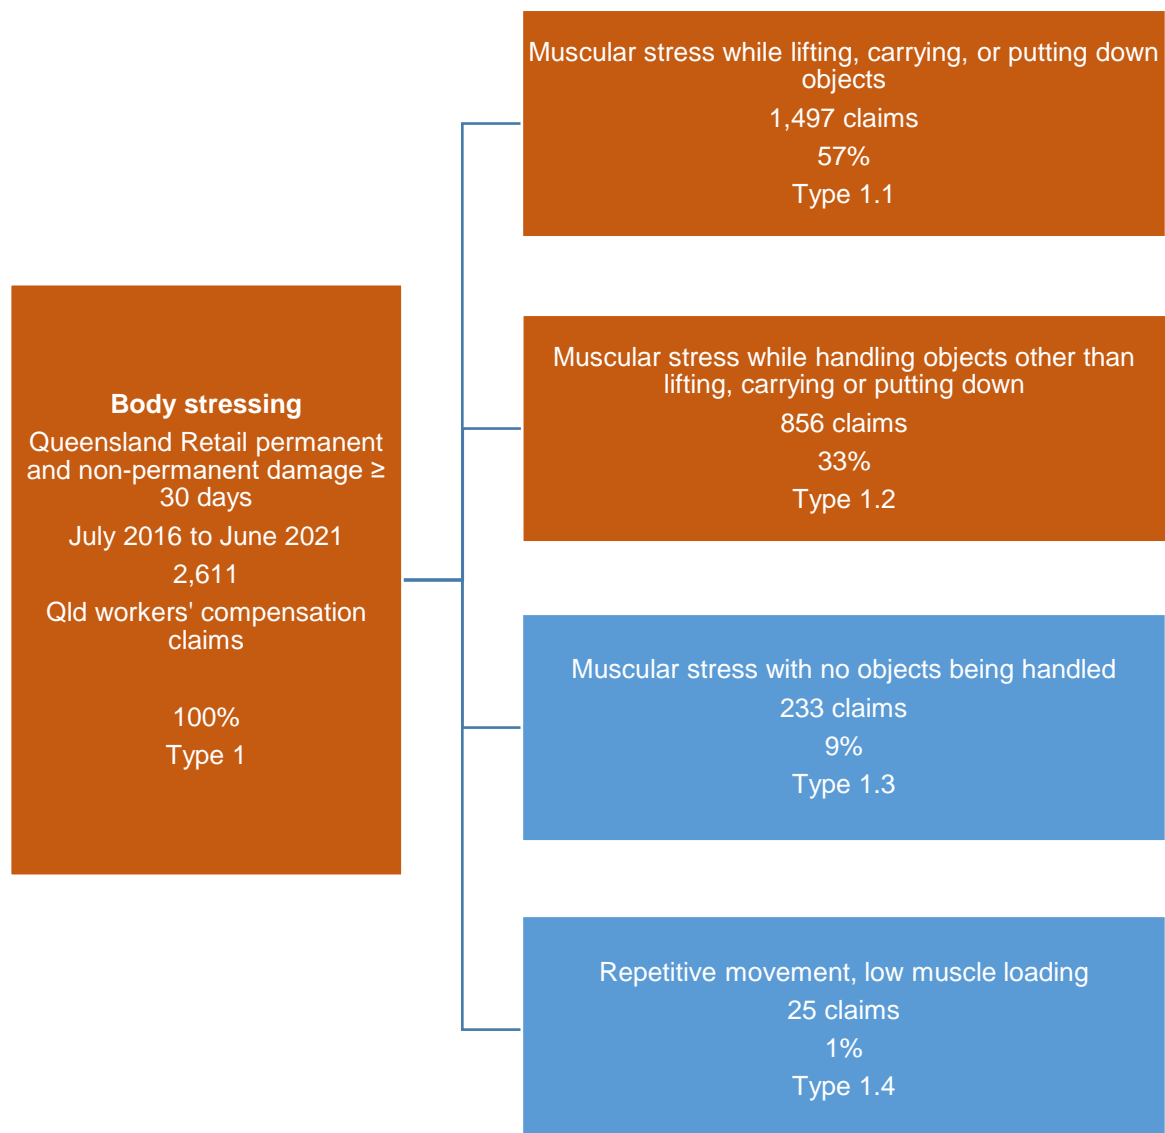 Body stressing
Queensland Retail permanent
and non-permanent damage ≥
30 days
July 2016 to June 2021
2,611
Qld workers' compensation
claims
100%
Type 1
Muscular stress while lifting, carrying, or putting down
objects
1,497 claims
57%
Type 1.1
Muscular stress while handling objects other than
lifting, carrying or putting down
856 claims
33%
Type 1.2
Muscular stress with no objects being handled
233 claims
9%
Type 1.3
Repetitive movement, low muscle loading
25 claims
1%
Type 1.4